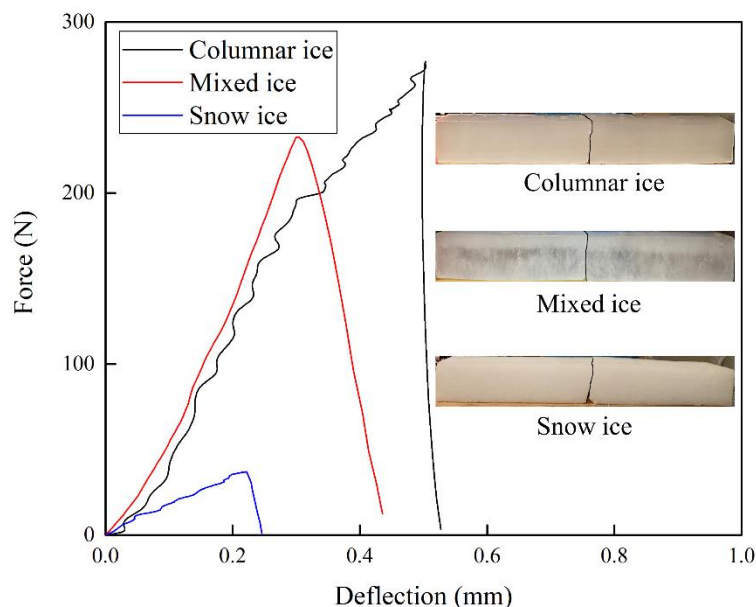 300
200
100
0
Force (N)
Columnar ice
Mixed ice
Snow ice
Columnar ice
Mixed ice
Snow ice
0.0 0.2 0.4 0.6 0.8 1.0
Deflection (mm)